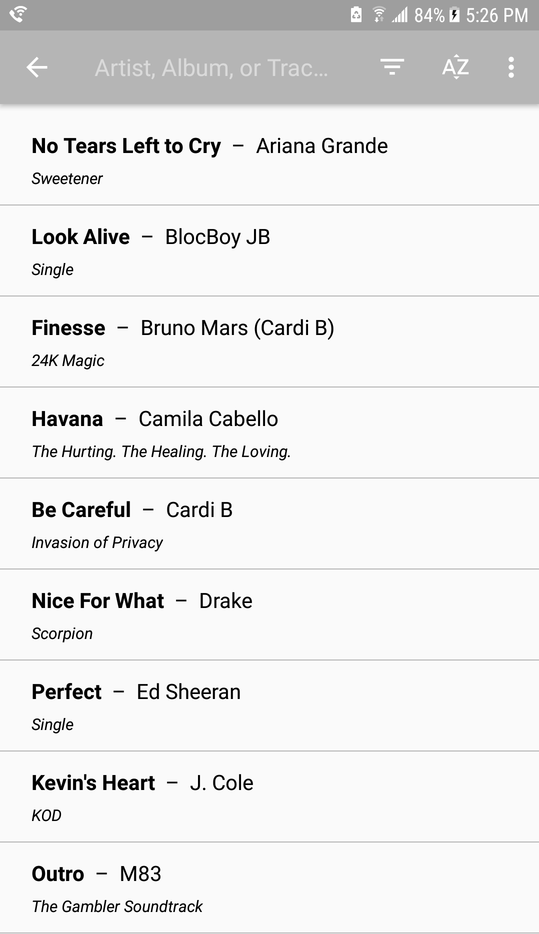 84% 5:26 PM
Artist, Album, or Trac...
AZ
No Tears Left to Cry – Ariana Grande
Sweetener
Look Alive – BlocBoy JB
Single
Finesse – Bruno Mars (Cardi B)
24K Magic
Havana – Camila Cabello
The Hurting. The Healing. The Loving.
Be Careful – Cardi B
Invasion of Privacy
Nice For What – Drake
Scorpion
Perfect – Ed Sheeran
Single
Kevin's Heart – J. Cole
KOD
Outro – M83
The Gambler Soundtrack